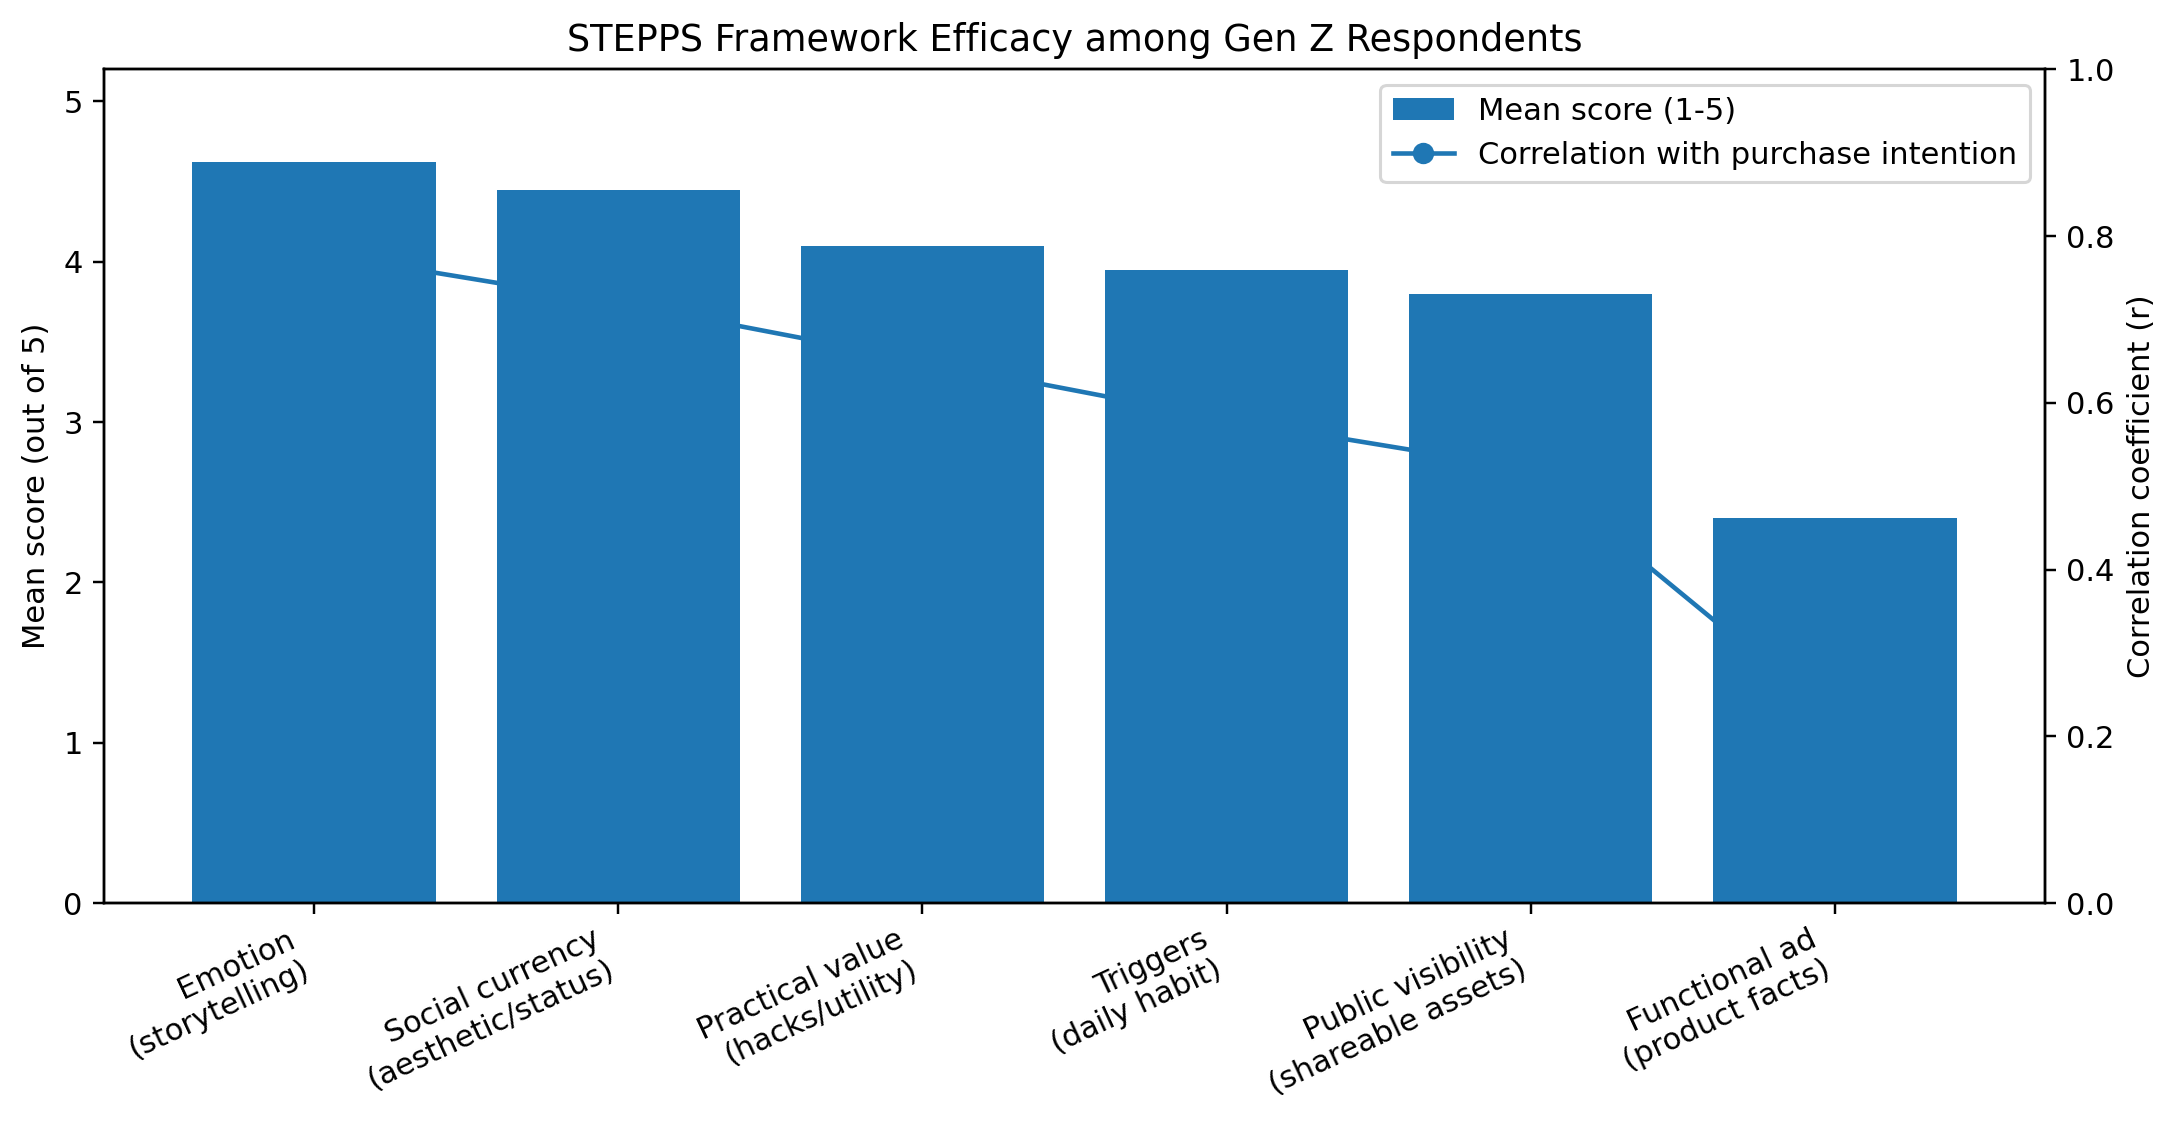 STEPPS Framework Efficacy among Gen Z Respondents
Mean score (1-5)
Correlation with purchase intention
Mean score (out of 5)
5
4
3
2
1
0
Correlation coefficient (r)
1.0
0.8
0.6
0.4
0.2
0.0
Emotion
(storytelling)
Social currency
(aesthetic/status)
Practical value
(hacks/utility)
Triggers
(daily habit)
Public visibility
(shareable assets)
Functional ad
(product facts)